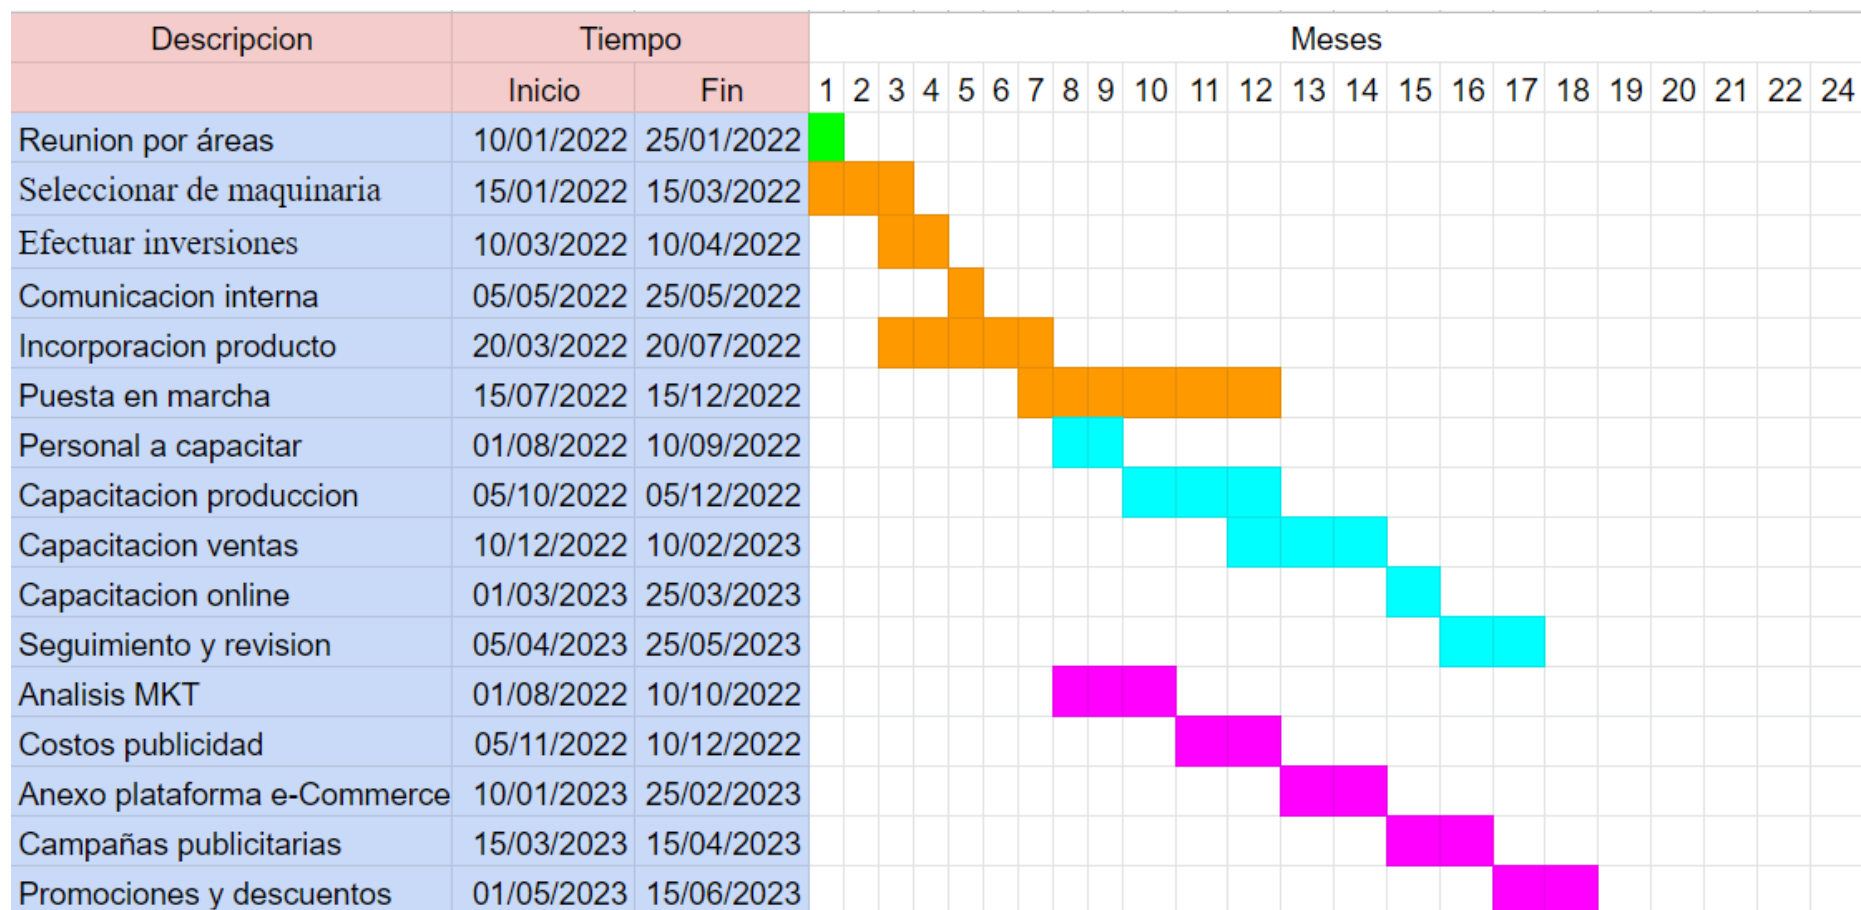 Descripcion Tiempo Meses
Inicio Fin 1 2 3 4 5 6 7 8 9 10 11 12 13 14 15 16 17 18 19 20 21 22 24
Reunion por áreas 10/01/2022 25/01/2022
Seleccionar de maquinaria 15/01/2022 15/03/2022
Efectuar inversiones 10/03/2022 10/04/2022
Comunicacion interna 05/05/2022 25/05/2022
Incorporacion producto 20/03/2022 20/07/2022
Puesta en marcha 15/07/2022 15/12/2022
Personal a capacitar 01/08/2022 10/09/2022
Capacitacion produccion 05/10/2022 05/12/2022
Capacitacion ventas 10/12/2022 10/02/2023
Capacitacion online 01/03/2023 25/03/2023
Seguimiento y revision 05/04/2023 25/05/2023
Analisis MKT 01/08/2022 10/10/2022
Costos publicidad 05/11/2022 10/12/2022
Anexo plataforma e-Commerce 10/01/2023 25/02/2023
Campañas publicitarias 15/03/2023 15/04/2023
Promociones y descuentos 01/05/2023 15/06/2023